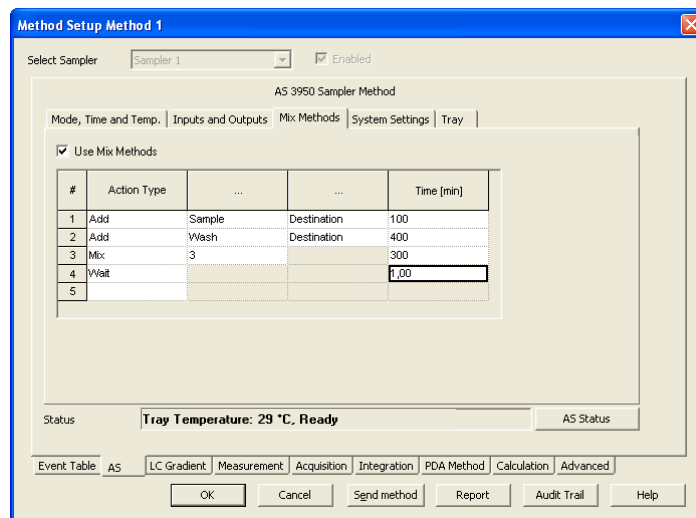 Method Setup Method 1
Select Sampler Sampler 1 Enabled
AS 3950 Sampler Method
Mode, Time and Temp. Inputs and Outputs Mix Methods System Settings Tray
Use Mix Methods
# Action Type ... ... Time [min]
1 Add Sample Destination 100
2 Add Wash Destination 400
3 Mix 3 300
4 Wait 1,00
5
Status Tray Temperature: 29 °C, Ready AS Status
Event Table AS LC Gradient Measurement Acquisition Integration PDA Method Calculation Advanced
OK Cancel Send method Report Audit Trail Help